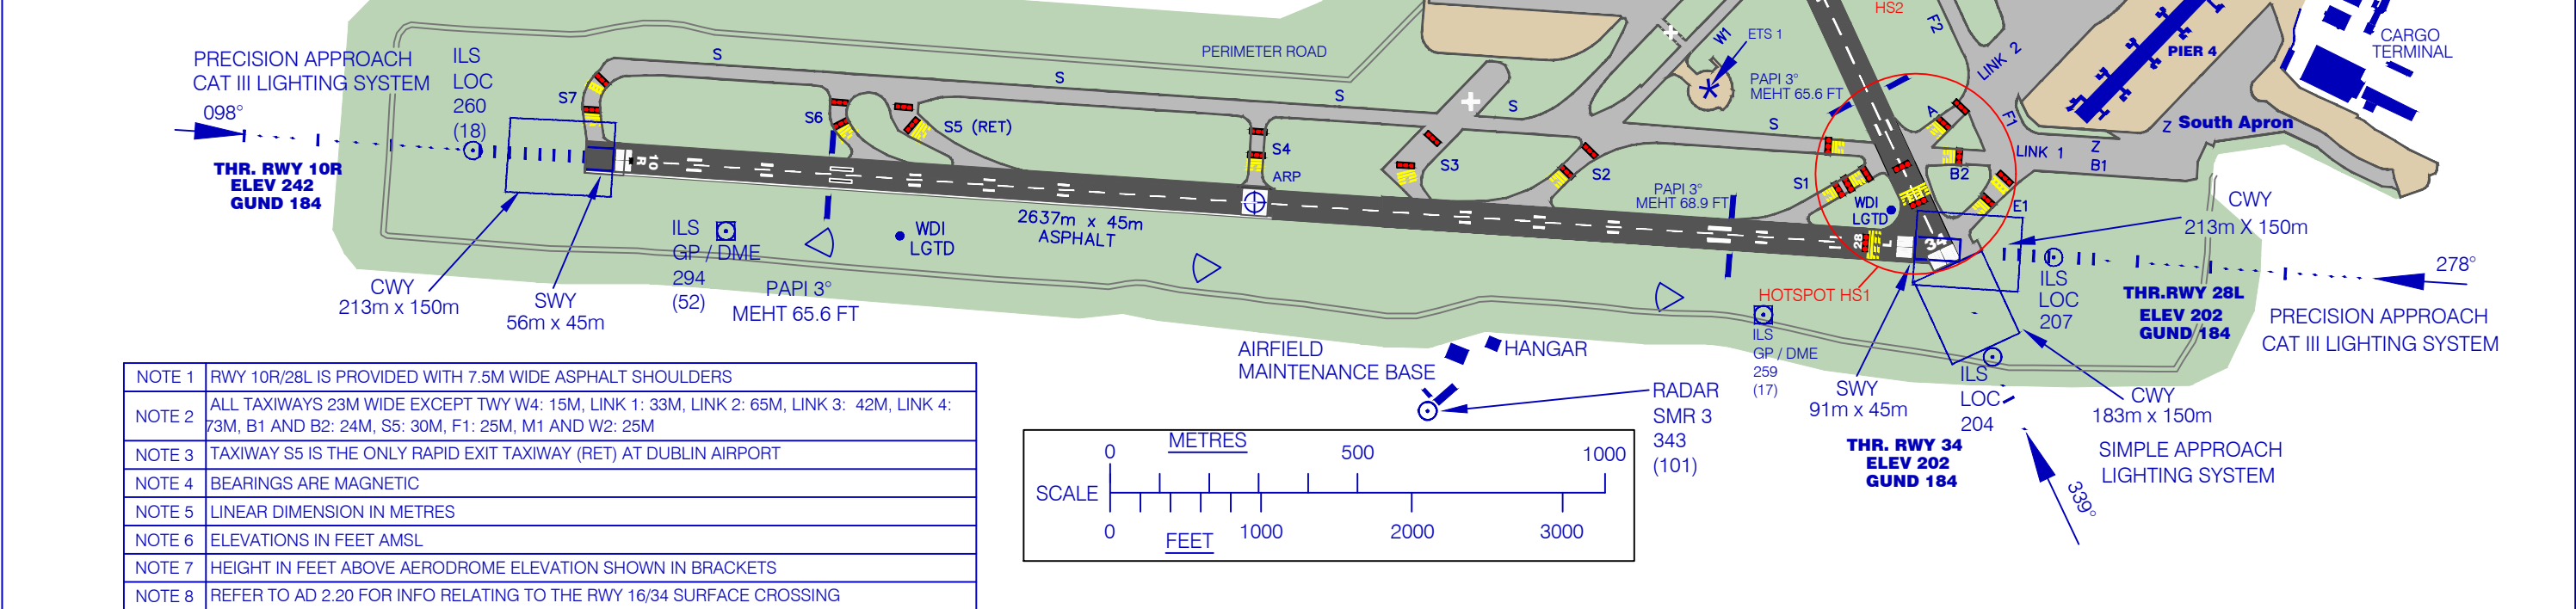 HS2
F2
W1
ETS 1
CARGO
TERMINAL
PIER 4
LINK 2
PERIMETER ROAD
PRECISION APPROACH
CAT III LIGHTING SYSTEM
098°
ILS
LOC
260
(18)
S
S
S
S
S
PAPI 3°
MEHT 65.6 FT
S7
S6
S5 (RET)
S4
ARP
S3
S2
S1
A
F1
Z
South Apron
LINK 1
Z
B1
B2
E1
THR. RWY 10R
ELEV 242
GUND 184
10
R
PAPI 3°
MEHT 68.9 FT
WDI
LGTD
28
L
34
CWY
213m X 150m
2637m x 45m
ASPHALT
ILS
GP / DME
294
(52)
WDI
LGTD
PAPI 3°
MEHT 65.6 FT
CWY
213m x 150m
SWY
56m x 45m
HOTSPOT HS1
ILS
LOC
207
278°
THR.RWY 28L
ELEV 202
GUND 184
PRECISION APPROACH
CAT III LIGHTING SYSTEM
AIRFIELD
MAINTENANCE BASE
HANGAR
ILS
GP / DME
259
(17)
RADAR
SMR 3
343
(101)
SWY
91m x 45m
ILS
LOC
204
CWY
183m x 150m
THR. RWY 34
ELEV 202
GUND 184
SIMPLE APPROACH
LIGHTING SYSTEM
339°
NOTE 1 RWY 10R/28L IS PROVIDED WITH 7.5M WIDE ASPHALT SHOULDERS
NOTE 2 ALL TAXIWAYS 23M WIDE EXCEPT TWY W4: 15M, LINK 1: 33M, LINK 2: 65M, LINK 3: 42M, LINK 4:
73M, B1 AND B2: 24M, S5: 30M, F1: 25M, M1 AND W2: 25M
NOTE 3 TAXIWAY S5 IS THE ONLY RAPID EXIT TAXIWAY (RET) AT DUBLIN AIRPORT
NOTE 4 BEARINGS ARE MAGNETIC
NOTE 5 LINEAR DIMENSION IN METRES
NOTE 6 ELEVATIONS IN FEET AMSL
NOTE 7 HEIGHT IN FEET ABOVE AERODROME ELEVATION SHOWN IN BRACKETS
NOTE 8 REFER TO AD 2.20 FOR INFO RELATING TO THE RWY 16/34 SURFACE CROSSING
METRES
0 500 1000
SCALE
0 1000 2000 3000
FEET